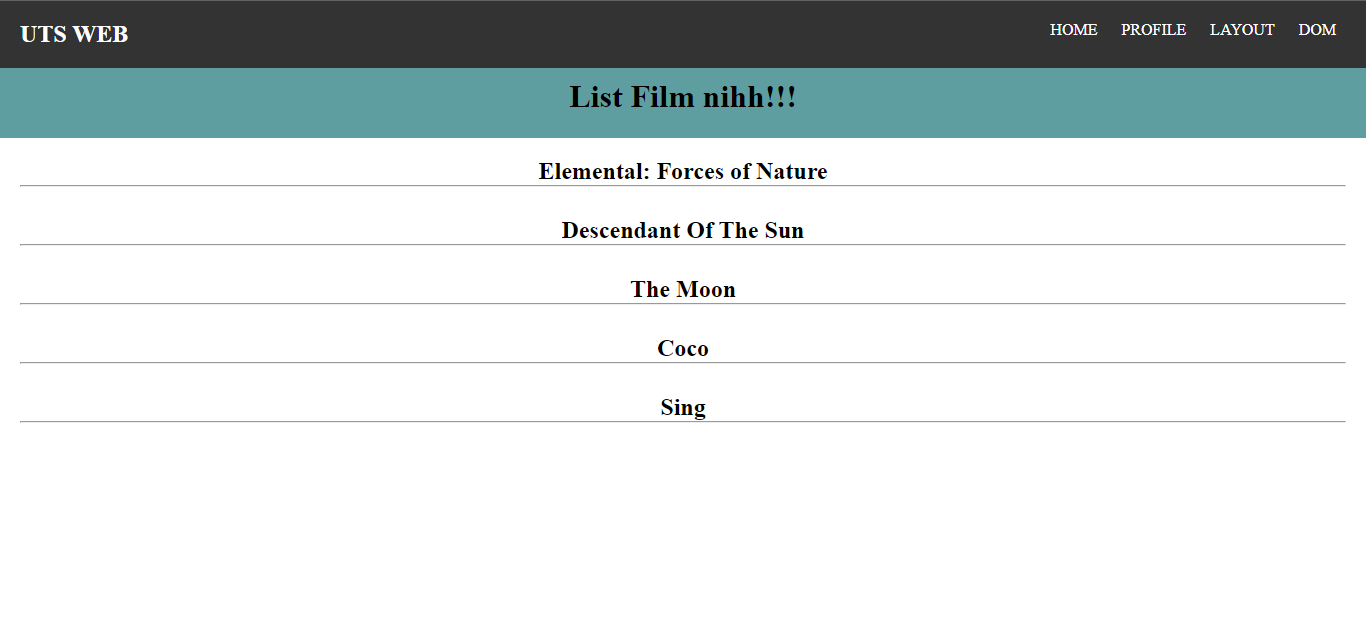 UTS WEB
HOME PROFILE LAYOUT DOM
List Film nihh!!!
Elemental: Forces of Nature
Descendant Of The Sun
The Moon
Coco
Sing